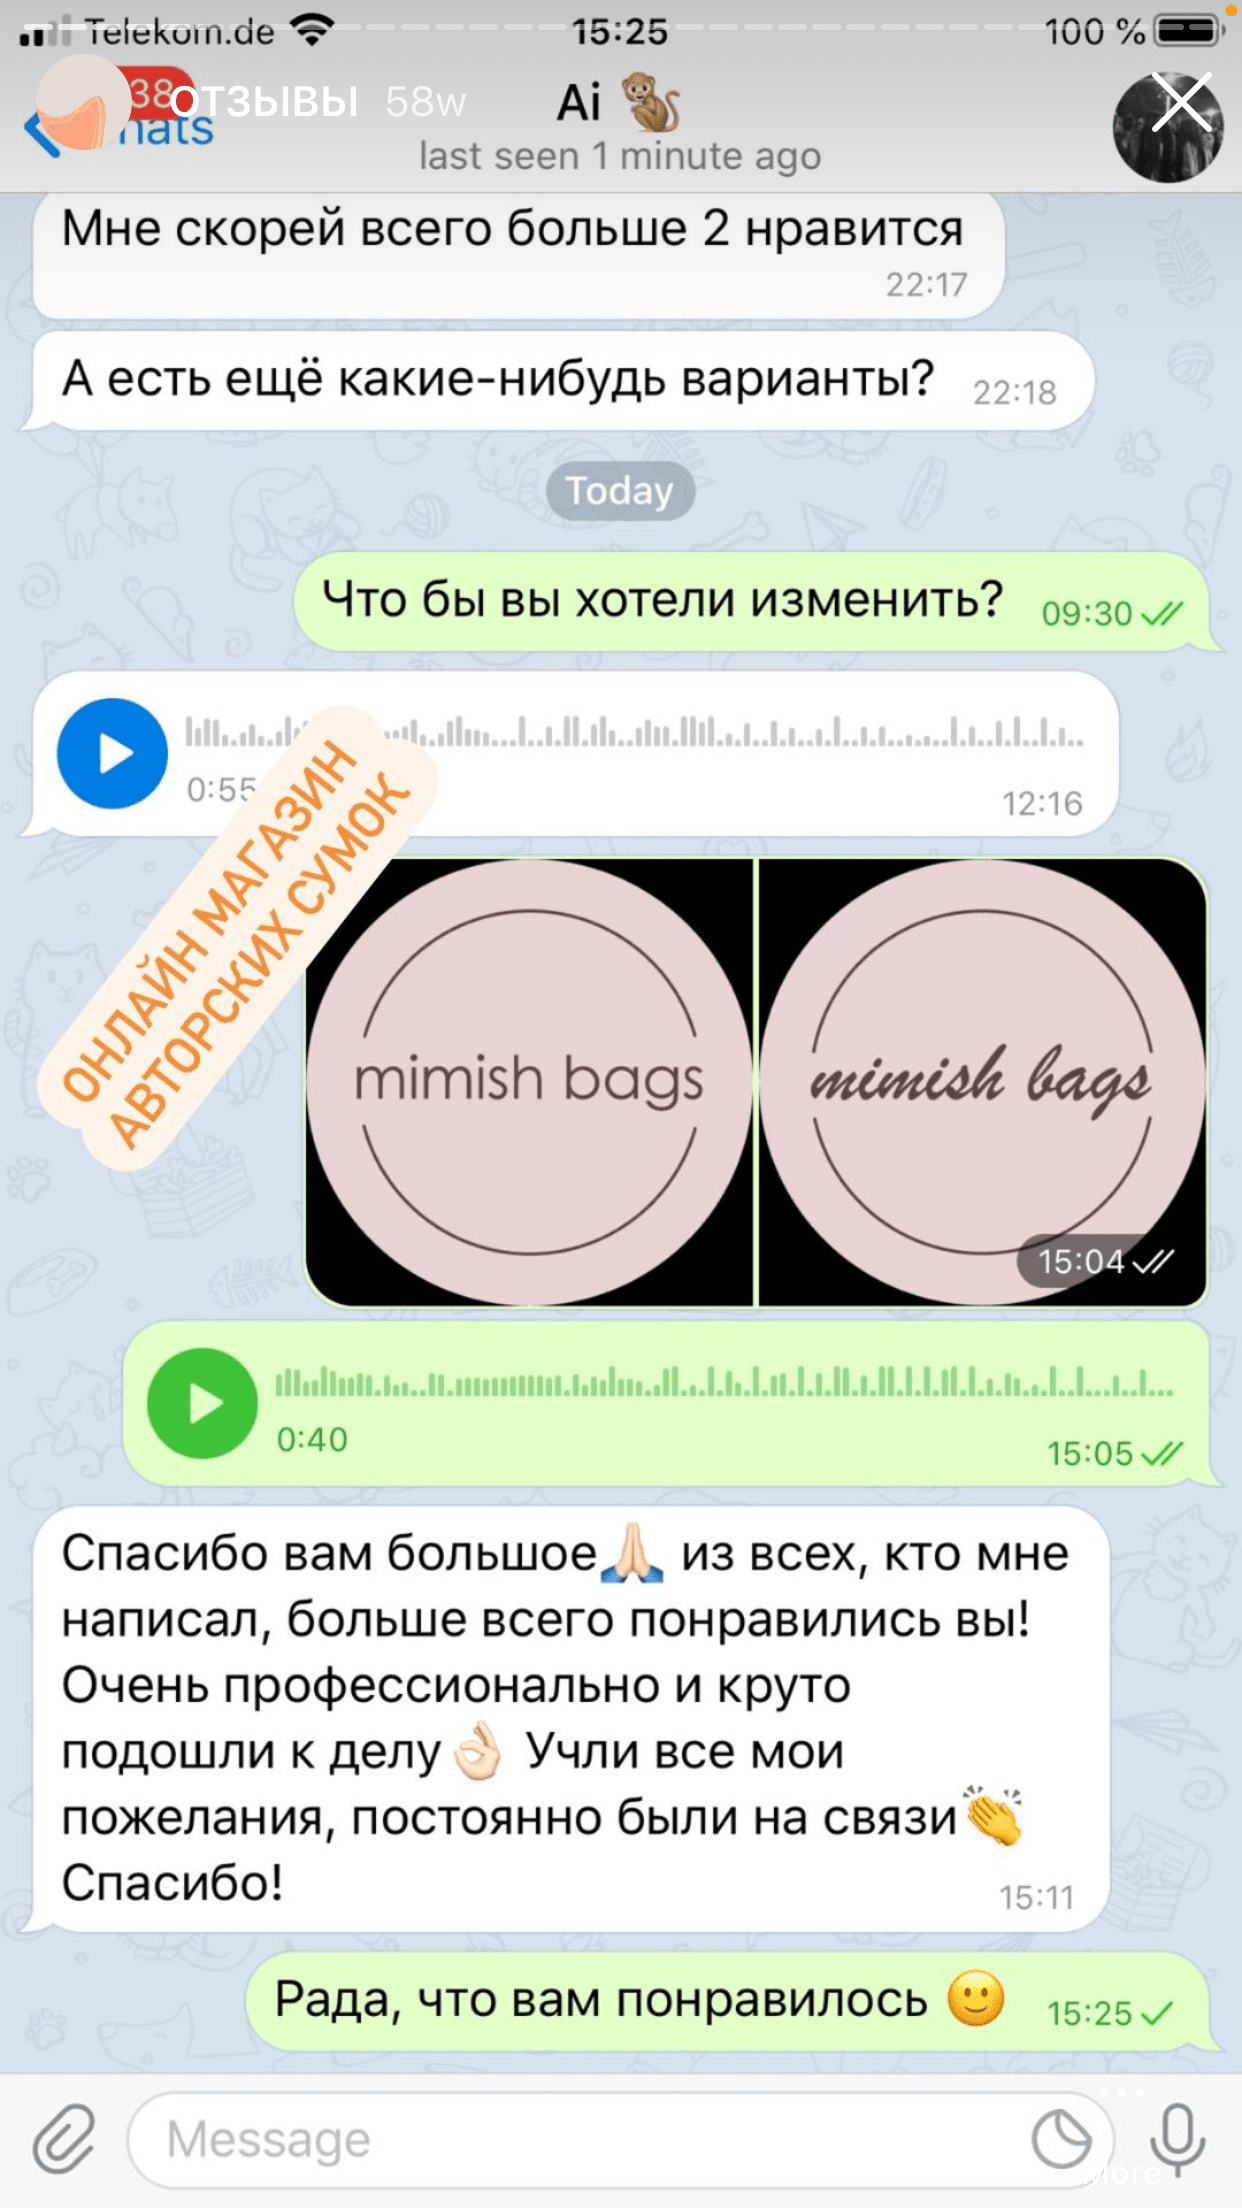 Telekom.de 15:25 100 %
38 ОТЗЫВЫ 58w Ai
last seen 1 minute ago
Мне скорей всего больше 2 нравится
22:17
А есть ещё какие-нибудь варианты? 22:18
Today
Что бы вы хотели изменить? 09:30
0:55 12:16
ОНЛАЙН МАГАЗИН
АВТОРСКИХ СУМОК
mimish bags
mimish bags
15:04
0:40 15:05
Спасибо вам большое🙏🏻 из всех, кто мне
написал, больше всего понравились вы!
Очень профессионально и круто
подошли к делу👌🏻 Учли все мои
пожелания, постоянно были на связи👏
Спасибо!
15:11
Рада, что вам понравилось 🙂 15:25
Message
More